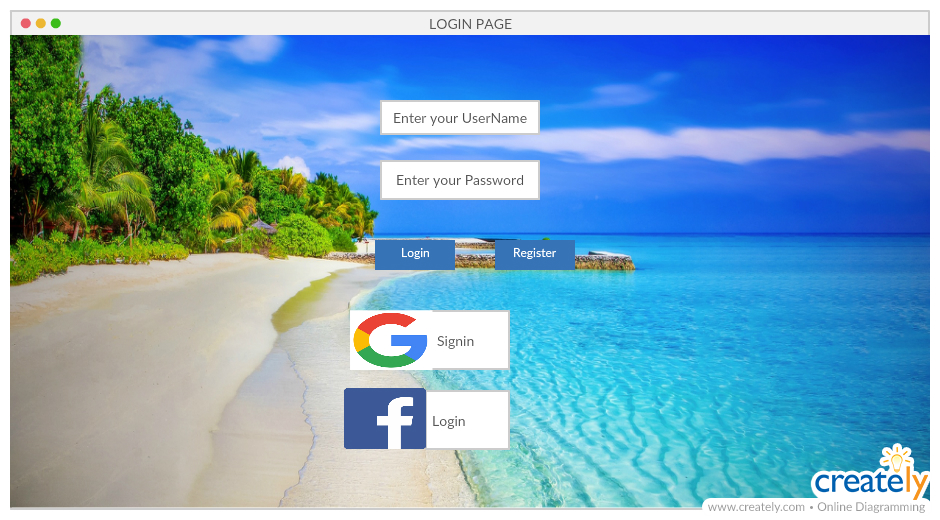 LOGIN PAGE
Enter your UserName
Enter your Password
Login
Register
Signin
Login
creately
www.creately.com • Online Diagramming